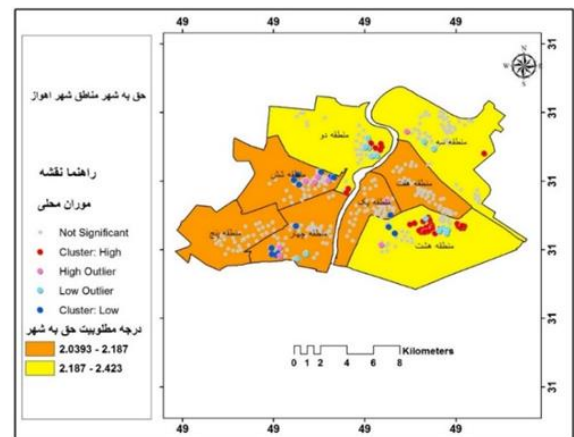 49 49 49 49
31
31
31
31
49 49 49 49
N
W E
S
حق به شهر مناطق شهر اهواز
راهنما نقشه
موران محلی
Not Significant
Cluster: High
High Outlier
Low Outlier
Cluster: Low
درجه مطلوبیت حق به شهر
2.0393 - 2.187
2.187 - 2.423
منطقه دو
منطقه سه
منطقه شش
منطقه هفت
منطقه یک
منطقه پنج
منطقه چهار
منطقه هشت
Kilometers
0 1 2 4 6 8